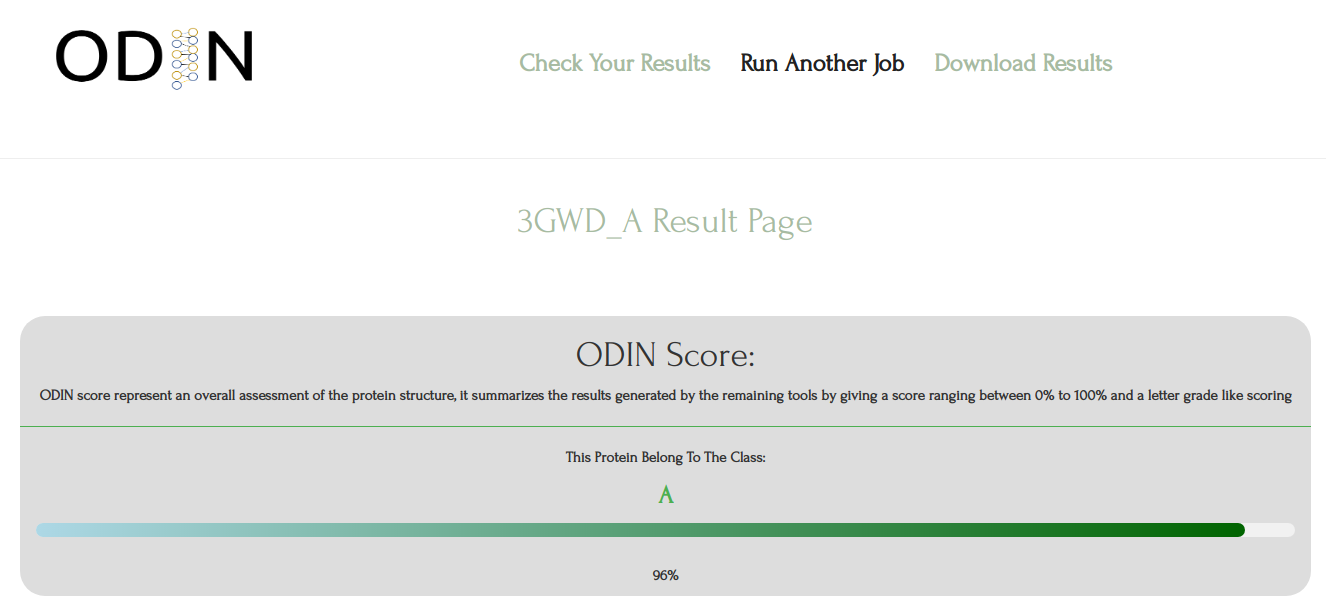 ODIN
Check Your Results Run Another Job Download Results
3GWD_A Result Page
ODIN Score:
ODIN score represent an overall assessment of the protein structure, it summarizes the results generated by the remaining tools by giving a score ranging between 0% to 100% and a letter grade like scoring
This Protein Belong To The Class:
A
96%